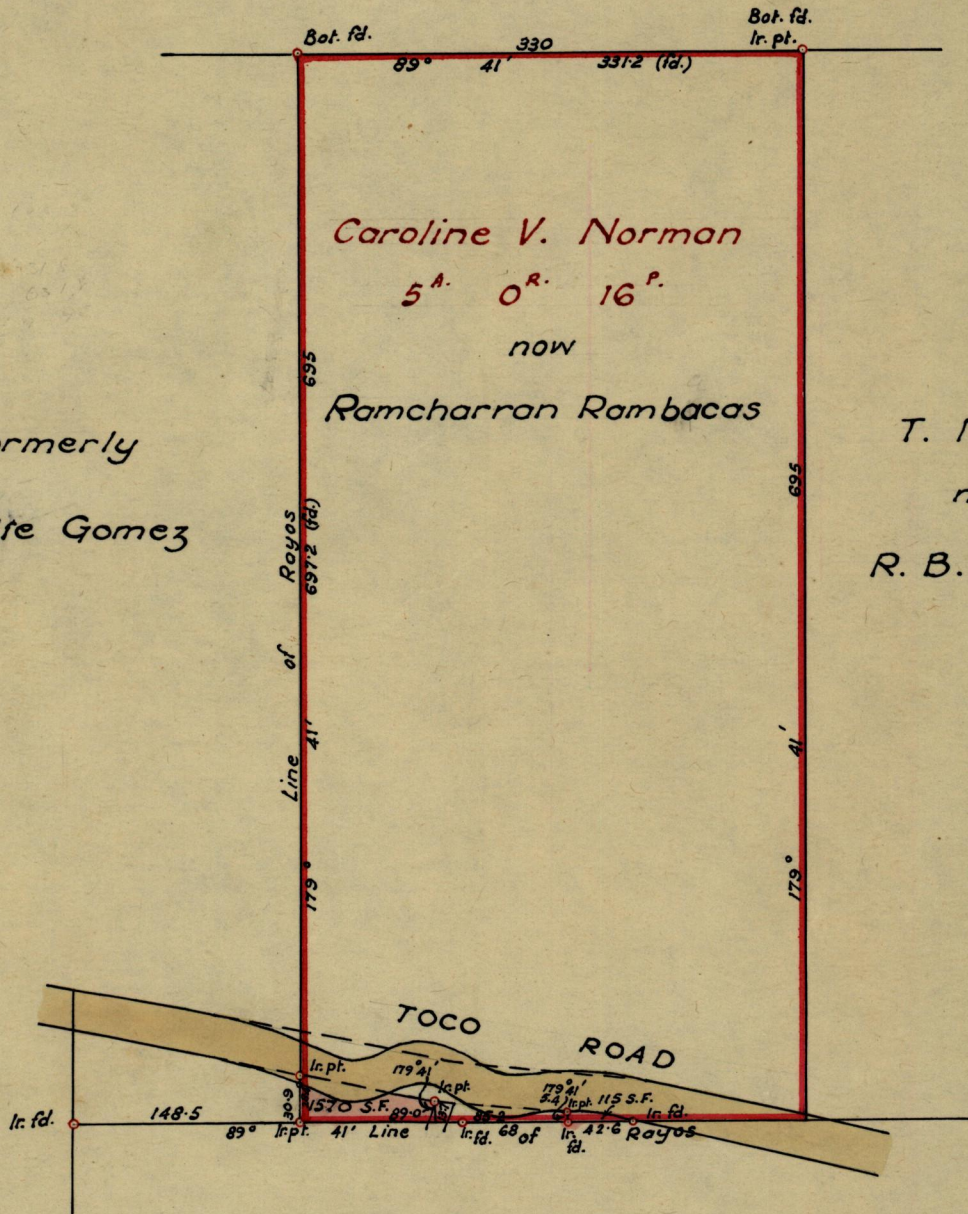 Bot. fd.
330
Bot. fd.
Ir. pt.
89° 41' 331·2 (fd.)
Caroline V. Norman
5 A. 0 R. 16 P.
now
Ramcharran Rambacas
695
695
Line of Rayos
179° 41' 697·2 (fd.)
179° 41'
Gomez
R. B.
TOCO ROAD
Ir. pt.
179° 41'
Ir. pt.
179° 41'
5.4
Ir. pt.
115 S.F.
Ir. fd.
30·9
1570 S.F.
89·0
Ir. fd.
148·5
89° 41' Line of Rayos
Ir. pt.
Ir. fd.
68
Ir. fd.
42·6